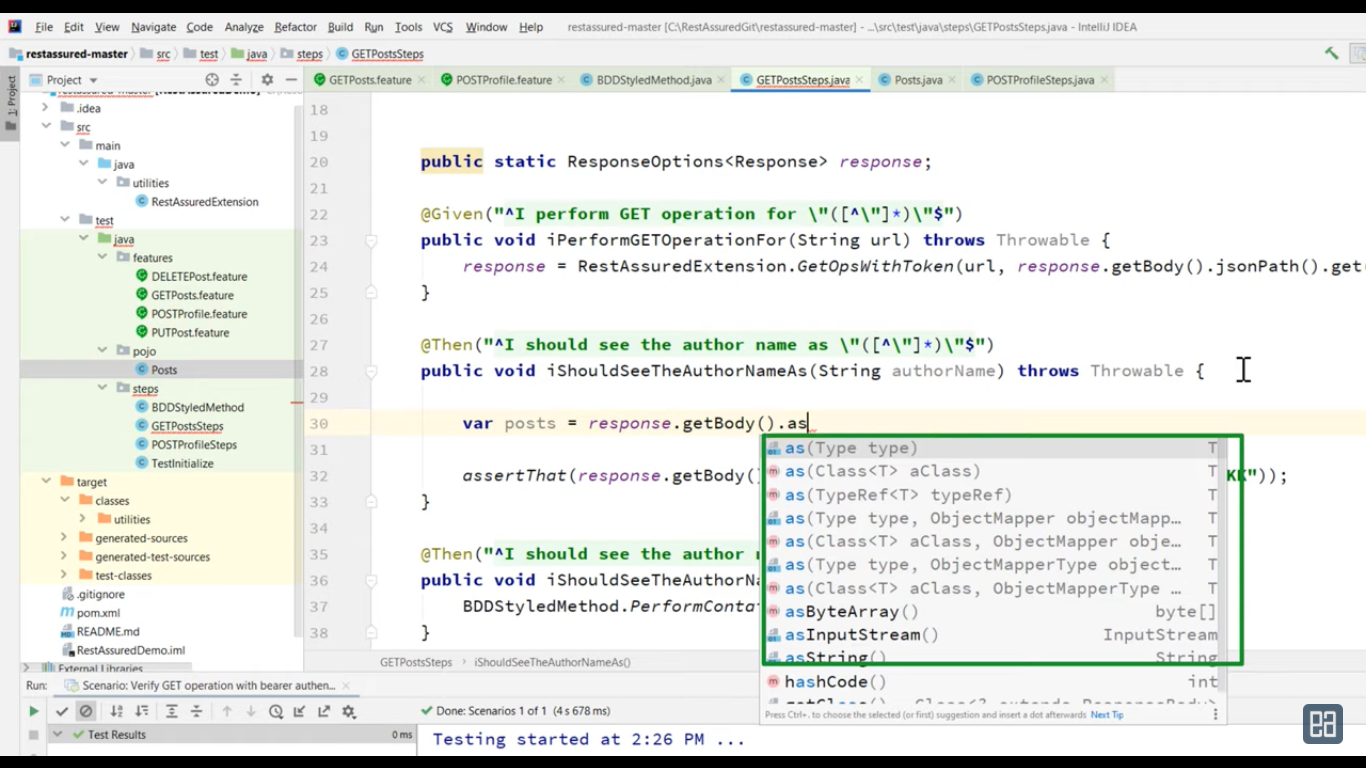 File Edit View Navigate Code Analyze Refactor Build Run Tools VCS Window Help restassured-master [C:\RestAssuredGit\restassured-master] - ...\src\test\java\steps\GETPostsSteps.java - IntelliJ IDEA
restassured-master src test java steps GETPostsSteps
1: Project
Project
GETPosts.feature POSTProfile.feature BDDStyledMethod.java GETPostsSteps.java Posts.java POSTProfileSteps.java
.idea
src
main
java
utilities
RestAssuredExtension
test
java
features
DELETEPost.feature
GETPosts.feature
POSTProfile.feature
PUTPost.feature
pojo
Posts
steps
BDDStyledMethod
GETPostsSteps
POSTProfileSteps
TestInitialize
target
classes
utilities
generated-sources
generated-test-sources
test-classes
.gitignore
pom.xml
README.md
RestAssuredDemo.iml
External Libraries
18
19
20 public static ResponseOptions<Response> response;
21
22 @Given("^I perform GET operation for \"([^\"]*)\"$")
23 public void iPerformGETOperationFor(String url) throws Throwable {
24 response = RestAssuredExtension.GetOpsWithToken(url, response.getBody().jsonPath().get(
25 }
26
27 @Then("^I should see the author name as \"([^\"]*)\"$")
28 public void iShouldSeeTheAuthorNameAs(String authorName) throws Throwable {
29
30 var posts = response.getBody().as
31
32 assertThat(response.getBody() KK"));
33 }
34
35 @Then("^I should see the author
36 public void iShouldSeeTheAuthorNa
37 BDDStyledMethod.PerformConta
38 }
as(Type type) T
as(Class<T> aClass) T
as(TypeRef<T> typeRef) T
as(Type type, ObjectMapper objectMapp… T
as(Class<T> aClass, ObjectMapper obje… T
as(Type type, ObjectMapperType object… T
as(Class<T> aClass, ObjectMapperType … T
asByteArray() byte[]
asInputStream() InputStream
asString() String
hashCode() int
getClass() Class<? extends ResponseBody>
Press Ctrl+. to choose the selected (or first) suggestion and insert a dot afterwards Next Tip
GETPostsSteps › iShouldSeeTheAuthorNameAs()
Run: Scenario: Verify GET operation with bearer authen...
Done: Scenarios 1 of 1 (4 s 678 ms)
Test Results 0 ms
Testing started at 2:26 PM ...